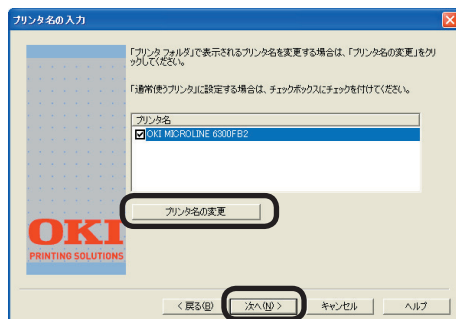 プリンタ名の入力
「プリンタ フォルダ」で表示されるプリンタ名を変更する場合は、「プリンタ名の変更」をクリ
ックしてください。
「通常使うプリンタ」に設定する場合は、チェックボックスにチェックを付けてください。
プリンタ名
OKI MICROLINE 6300FB2
プリンタ名の変更
OKI
PRINTING SOLUTIONS
< 戻る(B)
次へ(N) >
キャンセル
ヘルプ